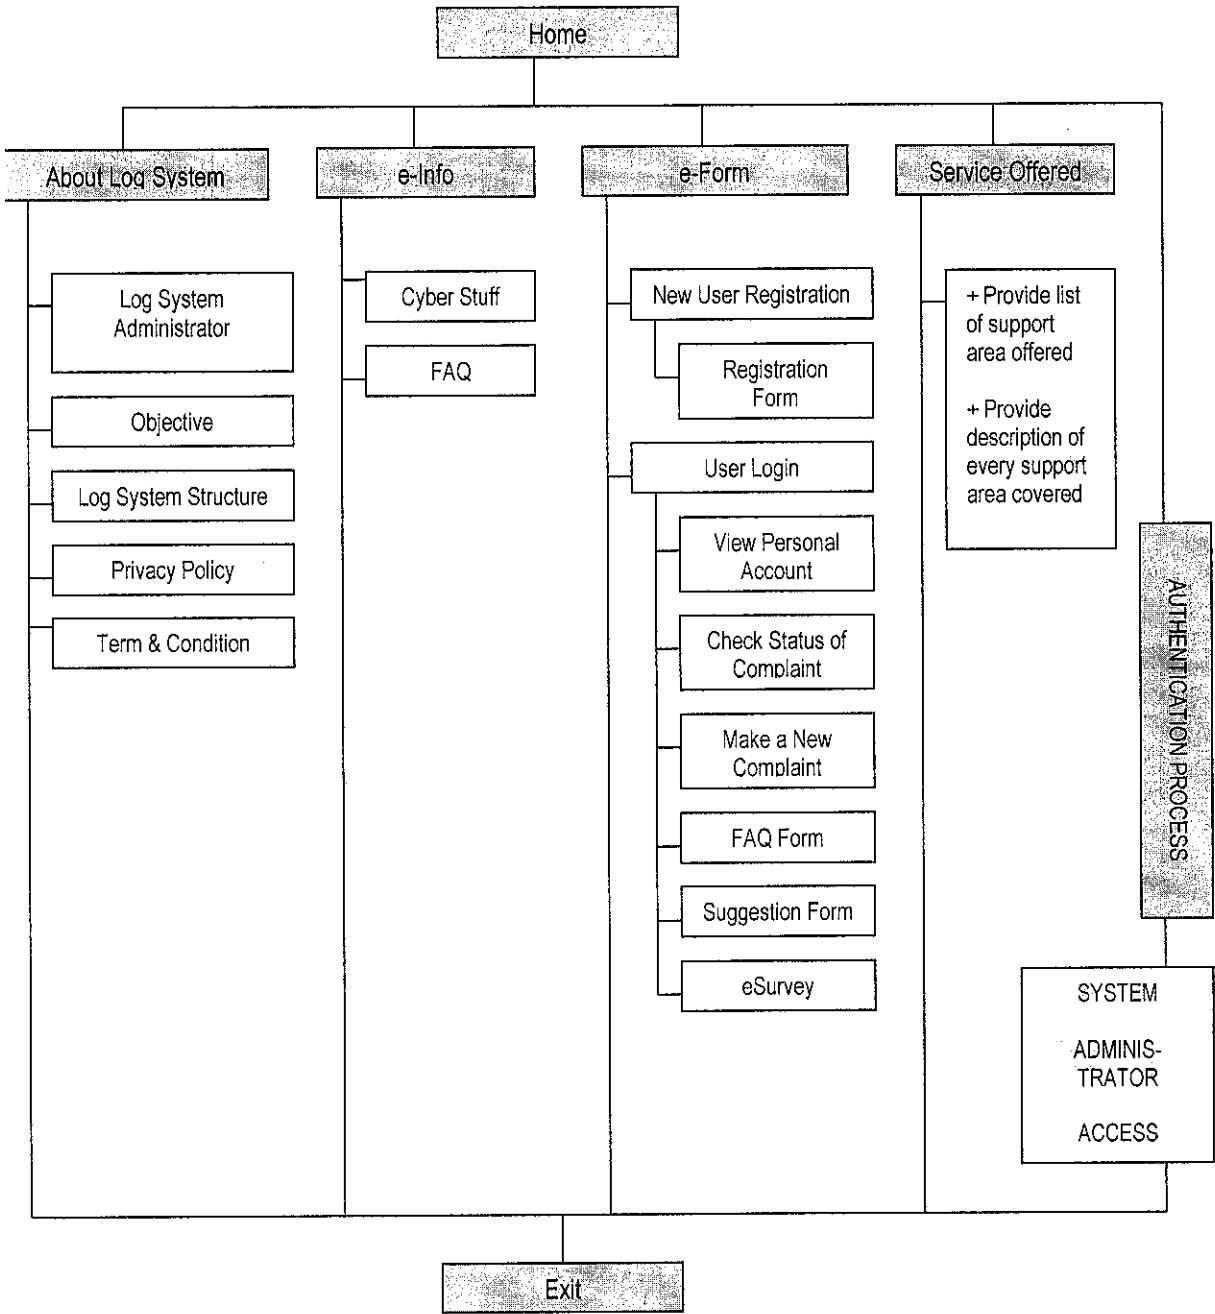 Home
About Log System
e-Info
e-Form
Service Offered
Log System
Administrator
Objective
Log System Structure
Privacy Policy
Term & Condition
Cyber Stuff
FAQ
New User Registration
Registration
Form
User Login
View Personal
Account
Check Status of
Complaint
Make a New
Complaint
FAQ Form
Suggestion Form
eSurvey
+ Provide list
of support
area offered
+ Provide
description of
every support
area covered
AUTHENTICATION PROCESS
SYSTEM
ADMINIS-
TRATOR
ACCESS
Exit